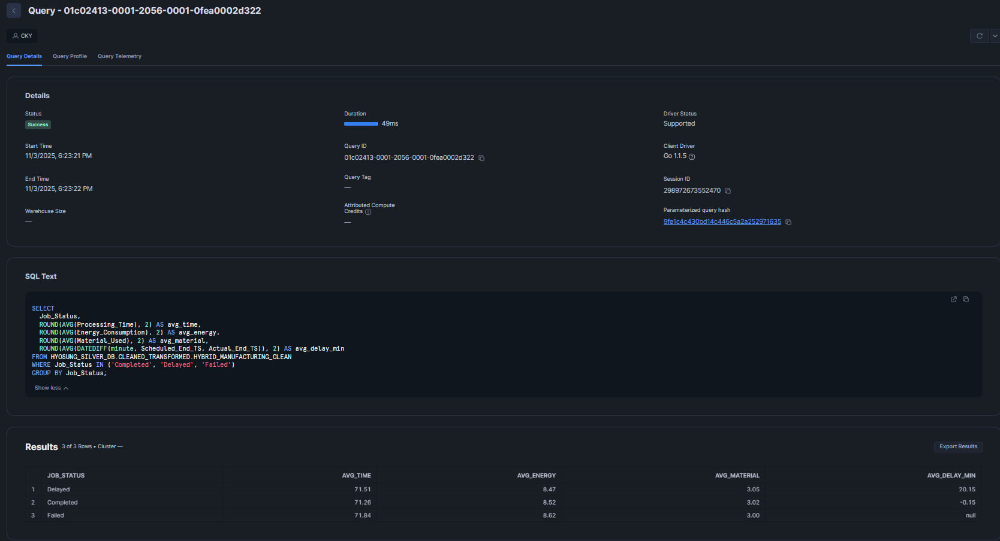 Query - 01c02413-0001-2056-0001-0fea0002d322
CKY
Query Details Query Profile Query Telemetry
Details
Status
Success
Duration
49ms
Driver Status
Supported
Start Time
11/3/2025, 6:23:21 PM
Query ID
01c02413-0001-2056-0001-0fea0002d322
Client Driver
Go 1.1.5
End Time
11/3/2025, 6:23:22 PM
Query Tag
—
Session ID
298972673552470
Warehouse Size
—
Attributed Compute
Credits
—
Parameterized query hash
9fe1c4c430bd14c446c5a2a252971635
SQL Text
SELECT
Job_Status,
ROUND(AVG(Processing_Time), 2) AS avg_time,
ROUND(AVG(Energy_Consumption), 2) AS avg_energy,
ROUND(AVG(Material_Used), 2) AS avg_material,
ROUND(AVG(DATEDIFF(minute, Scheduled_End_TS, Actual_End_TS)), 2) AS avg_delay_min
FROM HYOSUNG_SILVER_DB.CLEANED_TRANSFORMED.HYBRID_MANUFACTURING_CLEAN
WHERE Job_Status IN ('Completed', 'Delayed', 'Failed')
GROUP BY Job_Status;
Show less
Results 3 of 3 Rows • Cluster —
Export Results
JOB_STATUS AVG_TIME AVG_ENERGY AVG_MATERIAL AVG_DELAY_MIN
1 Delayed 71.51 8.47 3.05 20.15
2 Completed 71.26 8.52 3.02 -0.15
3 Failed 71.84 8.62 3.00 null